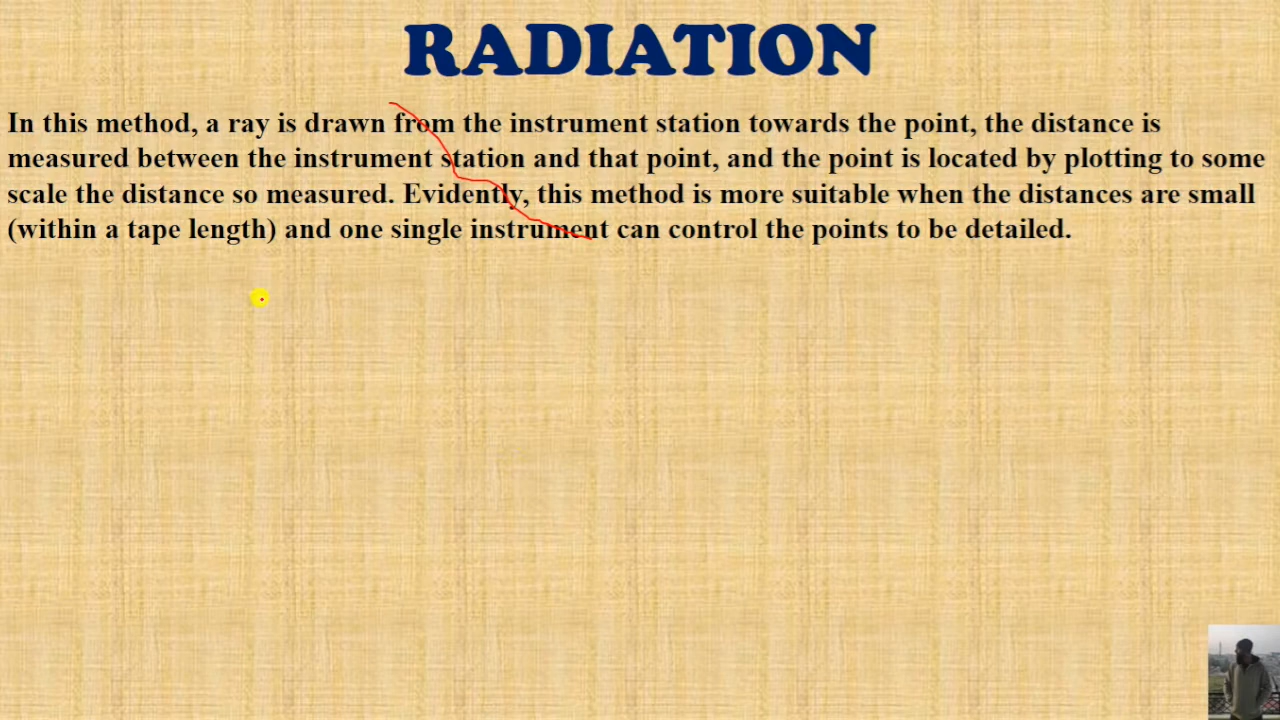 RADIATION
In this method, a ray is drawn from the instrument station towards the point, the distance is
measured between the instrument station and that point, and the point is located by plotting to some
scale the distance so measured. Evidently, this method is more suitable when the distances are small
(within a tape length) and one single instrument can control the points to be detailed.